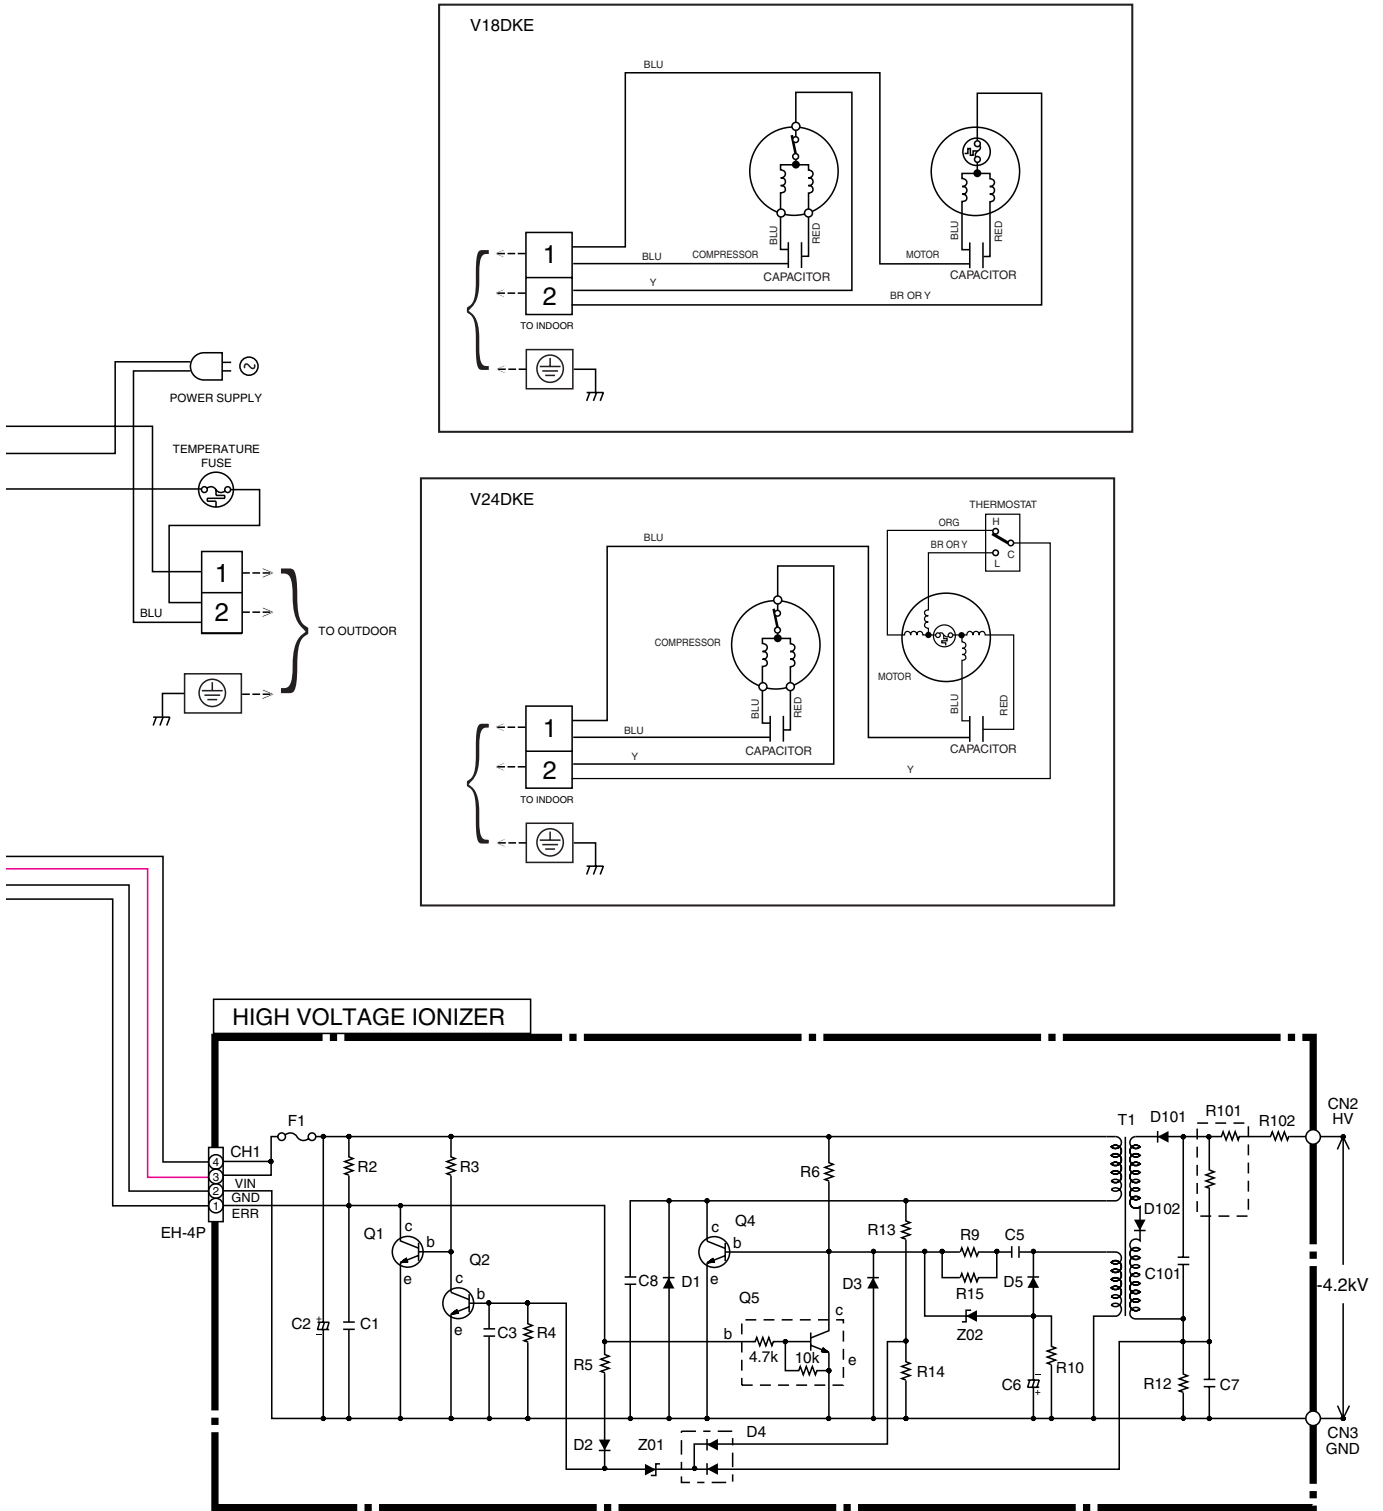 V18DKE
BLU
BLU
RED
BLU
RED
1
BLU
COMPRESSOR
MOTOR
CAPACITOR
CAPACITOR
Y
2
BR OR Y
TO INDOOR
POWER SUPPLY
TEMPERATURE
FUSE
1
BLU
2
TO OUTDOOR
V24DKE
THERMOSTAT
ORG
H
BLU
BR OR Y
C
L
COMPRESSOR
MOTOR
BLU
RED
BLU
RED
1
BLU
CAPACITOR
CAPACITOR
Y
2
Y
TO INDOOR
HIGH VOLTAGE IONIZER
F1
T1
D101
R101
R102
CN2
HV
4
CH1
3
VIN
2
GND
1
ERR
EH-4P
R2
R3
R6
Q1
c
b
e
Q2
c
b
e
Q4
c
b
e
R13
R9
C5
D102
C8
D1
D3
R15
D5
C101
-4.2kV
Q5
c
b
4.7k
10k
e
Z02
C2
+
−
C1
C3
R4
R5
R14
C6
−
+
R10
R12
C7
D2
Z01
D4
CN3
GND